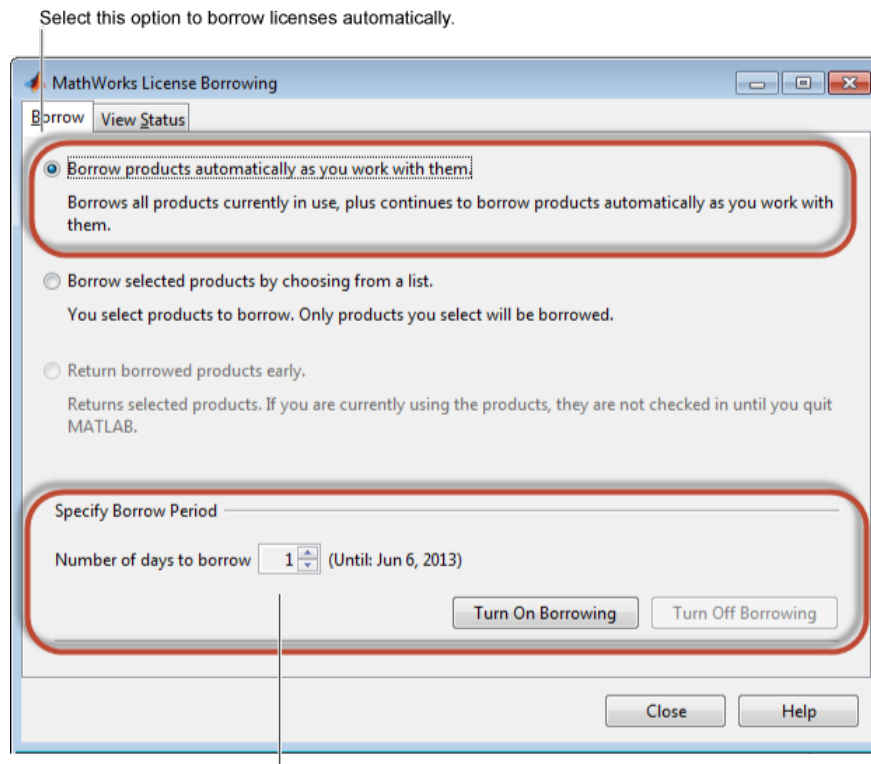 Select this option to borrow licenses automatically.
MathWorks License Borrowing
Borrow View Status
Borrow products automatically as you work with them.
Borrows all products currently in use, plus continues to borrow products automatically as you work with
them.
Borrow selected products by choosing from a list.
You select products to borrow. Only products you select will be borrowed.
Return borrowed products early.
Returns selected products. If you are currently using the products, they are not checked in until you quit
MATLAB.
Specify Borrow Period
Number of days to borrow 1 (Until: Jun 6, 2013)
Turn On Borrowing Turn Off Borrowing
Close Help